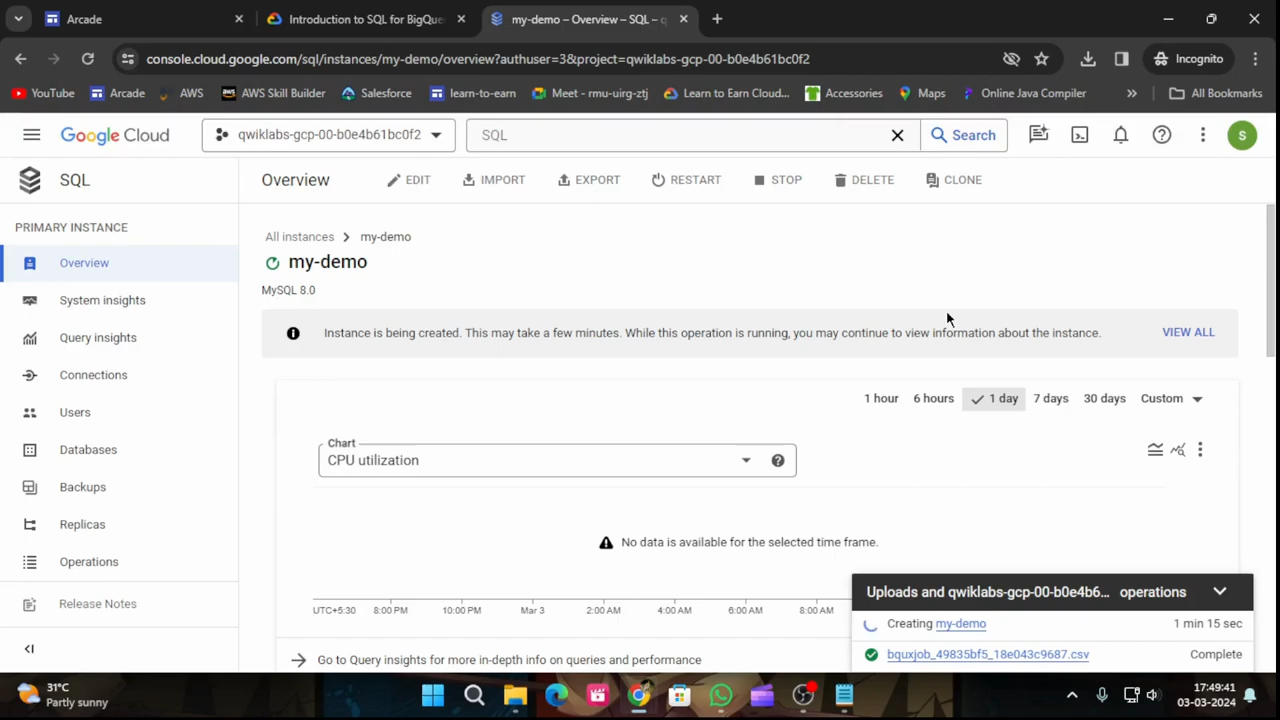 Arcade
Introduction to SQL for BigQue
my-demo – Overview – SQL – q
console.cloud.google.com/sql/instances/my-demo/overview?authuser=3&project=qwiklabs-gcp-00-b0e4b61bc0f2
Incognito
YouTube
Arcade
AWS
AWS Skill Builder
Salesforce
learn-to-earn
Meet - rmu-uirg-ztj
Learn to Earn Cloud...
Accessories
Maps
Online Java Compiler
All Bookmarks
Google Cloud
qwiklabs-gcp-00-b0e4b61bc0f2
SQL
Search
S
SQL
Overview
EDIT
IMPORT
EXPORT
RESTART
STOP
DELETE
CLONE
PRIMARY INSTANCE
Overview
System insights
Query insights
Connections
Users
Databases
Backups
Replicas
Operations
Release Notes
All instances
my-demo
my-demo
MySQL 8.0
Instance is being created. This may take a few minutes. While this operation is running, you may continue to view information about the instance.
VIEW ALL
1 hour
6 hours
1 day
7 days
30 days
Custom
Chart
CPU utilization
No data is available for the selected time frame.
UTC+5:30
8:00 PM
10:00 PM
Mar 3
2:00 AM
4:00 AM
6:00 AM
8:00 AM
Go to Query insights for more in-depth info on queries and performance
Uploads and qwiklabs-gcp-00-b0e4b6... operations
Creating my-demo
1 min 15 sec
bquxjob_49835bf5_18e043c9687.csv
Complete
31°C
Partly sunny
17:49:41
03-03-2024